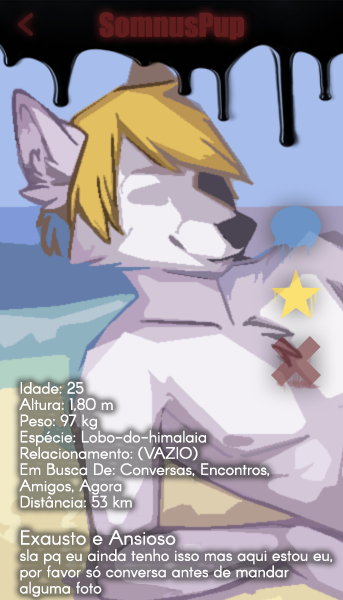 SomnusPup
Idade: 25
Altura: 1,80 m
Peso: 97 kg
Espécie: Lobo-do-himalaia
Relacionamento: (VAZIO)
Em Busca De: Conversas, Encontros,
Amigos, Agora
Distância: 53 km
Exausto e Ansioso
sla pq eu ainda tenho isso mas aqui estou eu,
por favor só conversa antes de mandar
alguma foto